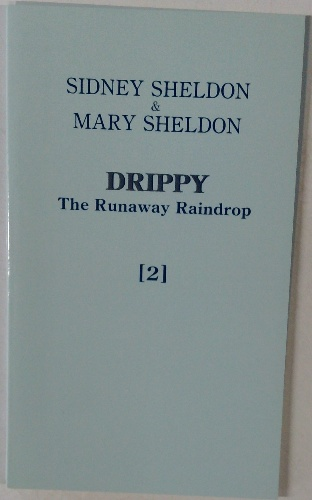 SIDNEY SHELDON
&
MARY SHELDON
DRIPPY
The Runaway Raindrop
[2]